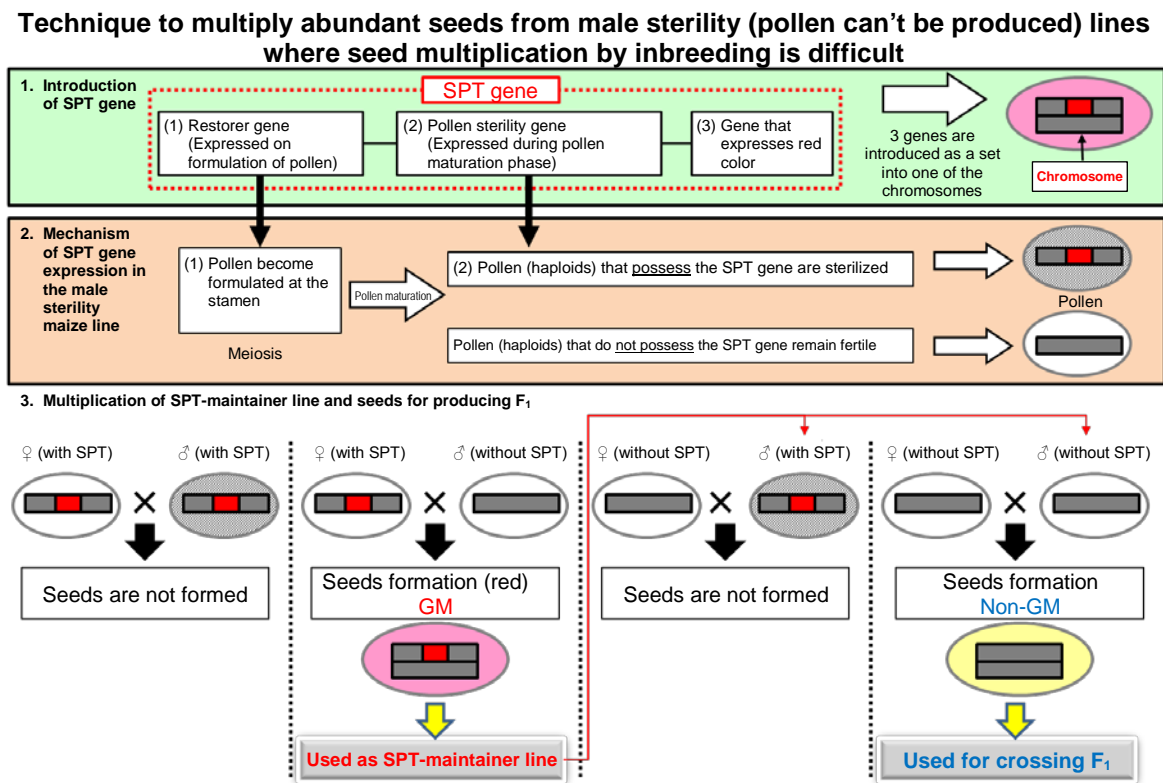 Technique to multiply abundant seeds from male sterility (pollen can't be produced) lines
where seed multiplication by inbreeding is difficult
1. Introduction
of SPT gene
SPT gene
(1) Restorer gene
(Expressed on
formulation of pollen)
(2) Pollen sterility gene
(Expressed during pollen
maturation phase)
(3) Gene that
expresses red
color
3 genes are
introduced as a set
into one of the
chromosomes
Chromosome
2. Mechanism
of SPT gene
expression in
the male
sterility
maize line
(1) Pollen become
formulated at the
stamen
Meiosis
Pollen maturation
(2) Pollen (haploids) that possess the SPT gene are sterilized
Pollen
Pollen (haploids) that do not possess the SPT gene remain fertile
3. Multiplication of SPT-maintainer line and seeds for producing F₁
♀ (with SPT) ♂ (with SPT)
Seeds are not formed
♀ (with SPT) ♂ (without SPT)
Seeds formation (red)
GM
Used as SPT-maintainer line
♀ (without SPT) ♂ (with SPT)
Seeds are not formed
♀ (without SPT) ♂ (without SPT)
Seeds formation
Non-GM
Used for crossing F₁